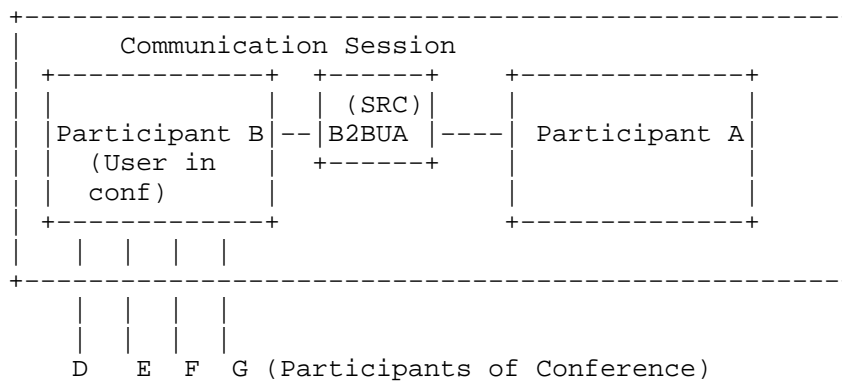 Communication Session
(SRC)
Participant B B2BUA Participant A
(User in
conf)
D E F G (Participants of Conference)